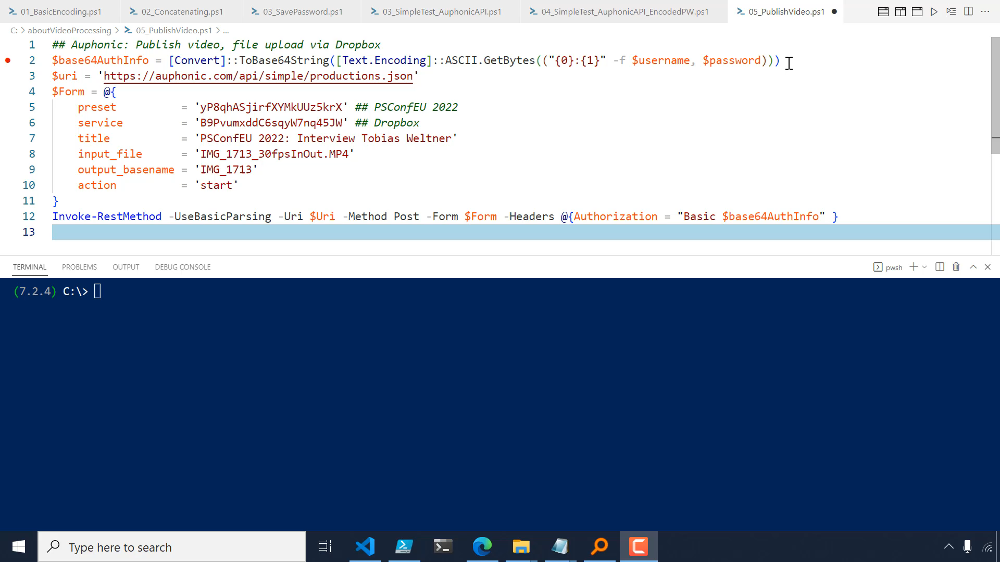 01_BasicEncoding.ps1 02_Concatenating.ps1 03_SavePassword.ps1 03_SimpleTest_AuphonicAPI.ps1 04_SimpleTest_AuphonicAPI_EncodedPW.ps1 05_PublishVideo.ps1
C: > aboutVideoProcessing > 05_PublishVideo.ps1 > ...
1 ## Auphonic: Publish video, file upload via Dropbox
2 $base64AuthInfo = [Convert]::ToBase64String([Text.Encoding]::ASCII.GetBytes(("{0}:{1}" -f $username, $password)))
3 $uri = 'https://auphonic.com/api/simple/productions.json'
4 $Form = @{
5 preset = 'yP8qhASjirfXYMkUUz5krX' ## PSConfEU 2022
6 service = 'B9PvumxddC6sqyW7nq45JW' ## Dropbox
7 title = 'PSConfEU 2022: Interview Tobias Weltner'
8 input_file = 'IMG_1713_30fpsInOut.MP4'
9 output_basename = 'IMG_1713'
10 action = 'start'
11 }
12 Invoke-RestMethod -UseBasicParsing -Uri $Uri -Method Post -Form $Form -Headers @{Authorization = "Basic $base64AuthInfo" }
13
TERMINAL PROBLEMS OUTPUT DEBUG CONSOLE pwsh
(7.2.4) C:\>
Type here to search